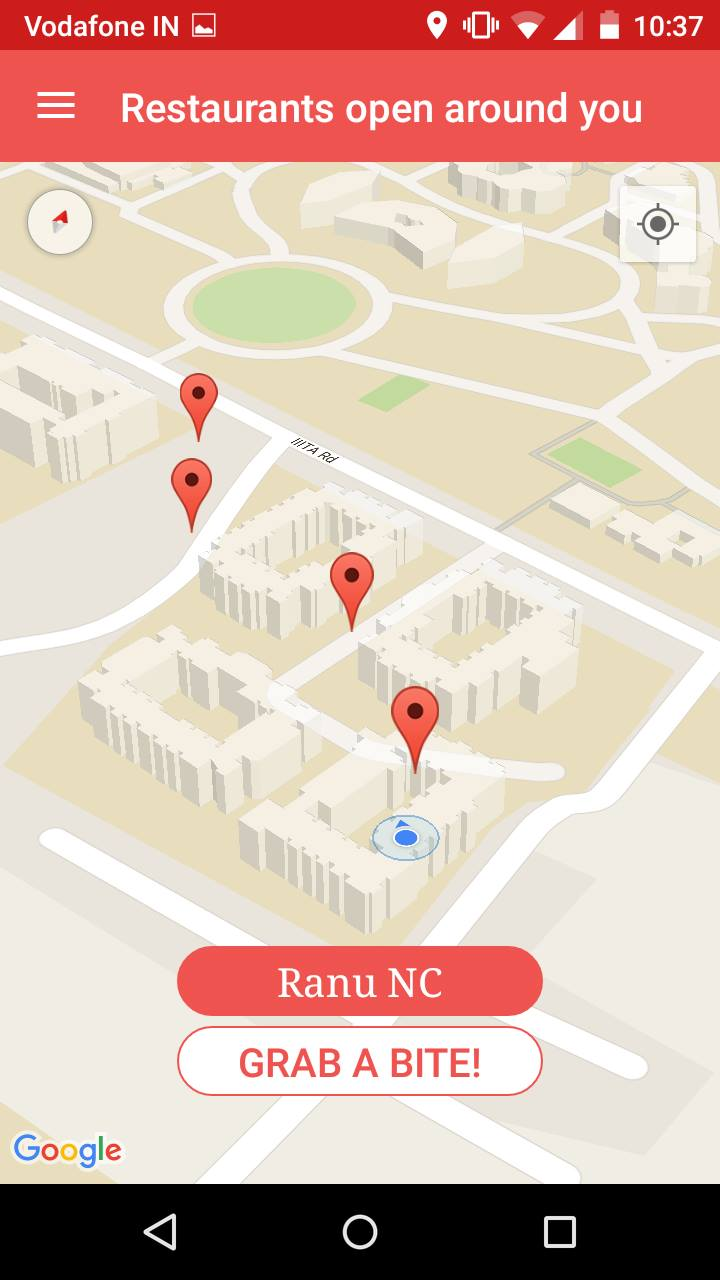 Vodafone IN 10:37
Restaurants open around you
IIITA Rd
Ranu NC
GRAB A BITE!
Google